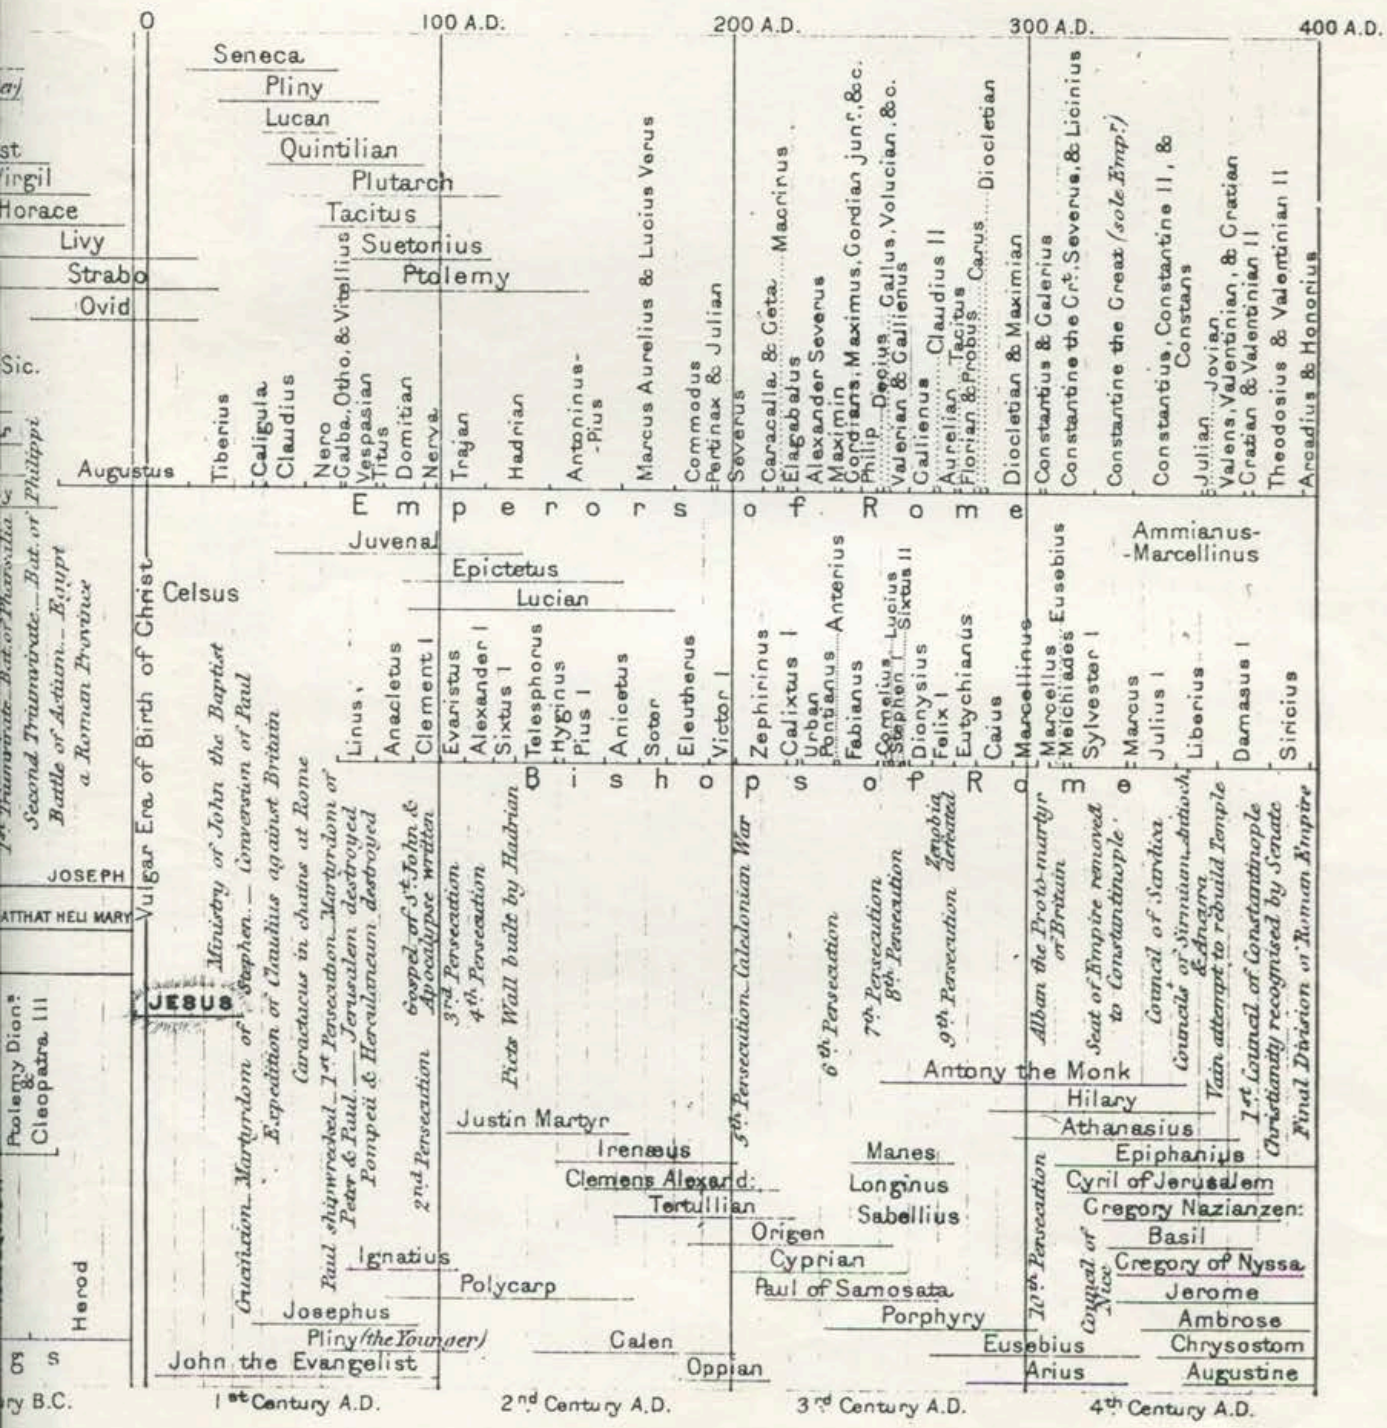 0
100 A.D.
200 A.D.
300 A.D.
400 A.D.
Seneca
Pliny
Lucan
Quintilian
st
Virgil
Plutarch
Horace
Tacitus
Livy
Suetonius
Strabo
Ptolemy
Ovid
Sic.
Augustus
Tiberius
Caligula
Claudius
Nero
Galba, Otho, & Vitellius
Vespasian
Titus
Domitian
Nerva
Trajan
Hadrian
Antoninus-
-Pius
Marcus Aurelius & Lucius Verus
Commodus
Pertinax & Julian
Severus
Caracalla & Geta
Macrinus
Elagabalus
Alexander Severus
Maximin
Gordians, Maximus, Gordian junr., &c.
Philip
Decius
Gallus, Volucian, &c.
Valerian & Gallienus
Gallienus
Claudius II
Aurelian
Tacitus
Florian & Probus
Carus
Diocletian
Diocletian & Maximian
Constantius & Galerius
Constantine the Grt. Severus, & Licinius
Constantine the Great (sole Empr.)
Constantius, Constantine II, &
Constans
Julian
Jovian
Valens, Valentinian, & Gratian
Gratian & Valentinian II
Theodosius & Valentinian II
Arcadius & Honorius
Emperors of Rome
Juvenal
Epictetus
Lucian
Celsus
Ammianus-
-Marcellinus
1st Triumvirate Bat. of Pharsalia
Second Triumvirate Bat. of Philippi
Battle of Actium Egypt
a Roman Province
Vulgar Era of Birth of Christ
Linus
Anacletus
Clement I
Evaristus
Alexander I
Sixtus I
Telesphorus
Hyginus
Pius I
Anicetus
Soter
Eleutherus
Victor I
Zephirinus
Calixtus I
Urban
Pontianus
Anterius
Fabianus
Cornelius
Lucius
Stephen I
Sixtus II
Dionysius
Felix I
Eutychianus
Caius
Marcellinus
Marcellus
Eusebius
Melchiades
Sylvester I
Marcus
Julius I
Liberius
Damasus I
Siricius
Bishops of Rome
JOSEPH
ATTHAT HELI MARY
JESUS
Ptolemy Dions.
&
Cleopatra III
Herod
Ministry of John the Baptist
Crucifixion Martyrdom of Stephen. — Conversion of Paul
Expedition of Claudius against Britain
Caractacus in chains at Rome
Paul shipwrecked 1st Persecution Martyrdom of
Peter & Paul — Jerusalem destroyed
Pompeii & Herculaneum destroyed
2nd Persecution
Gospel of St. John &
Apocalypse written
3rd Persecution
4th Persecution
Picts Wall built by Hadrian
5th Persecution Caledonian War
6th Persecution
7th Persecution
8th Persecution
9th Persecution
Zenobia
defeated
Alban the Proto-martyr
of Britain
10th Persecution
Seat of Empire removed
to Constantinople
Council of
Nice
Council of Sardica
Councils of Sirmium, Antioch,
& Ancyra
Vain attempt to rebuild Temple
1st Council of Constantinople
Christianity recognised by Senate
Final Division of Roman Empire
Antony the Monk
Hilary
Justin Martyr
Athanasius
Irenæus
Manes
Epiphanius
Clemens Alexand:
Longinus
Cyril of Jerusalem
Tertullian
Sabellius
Gregory Nazianzen:
Origen
Basil
Ignatius
Cyprian
Gregory of Nyssa
Polycarp
Paul of Samosata
Jerome
Josephus
Porphyry
Ambrose
Pliny (the Younger)
Galen
Eusebius
Chrysostom
g s
John the Evangelist
Oppian
Arius
Augustine
ry B.C.
1st Century A.D.
2nd Century A.D.
3rd Century A.D.
4th Century A.D.